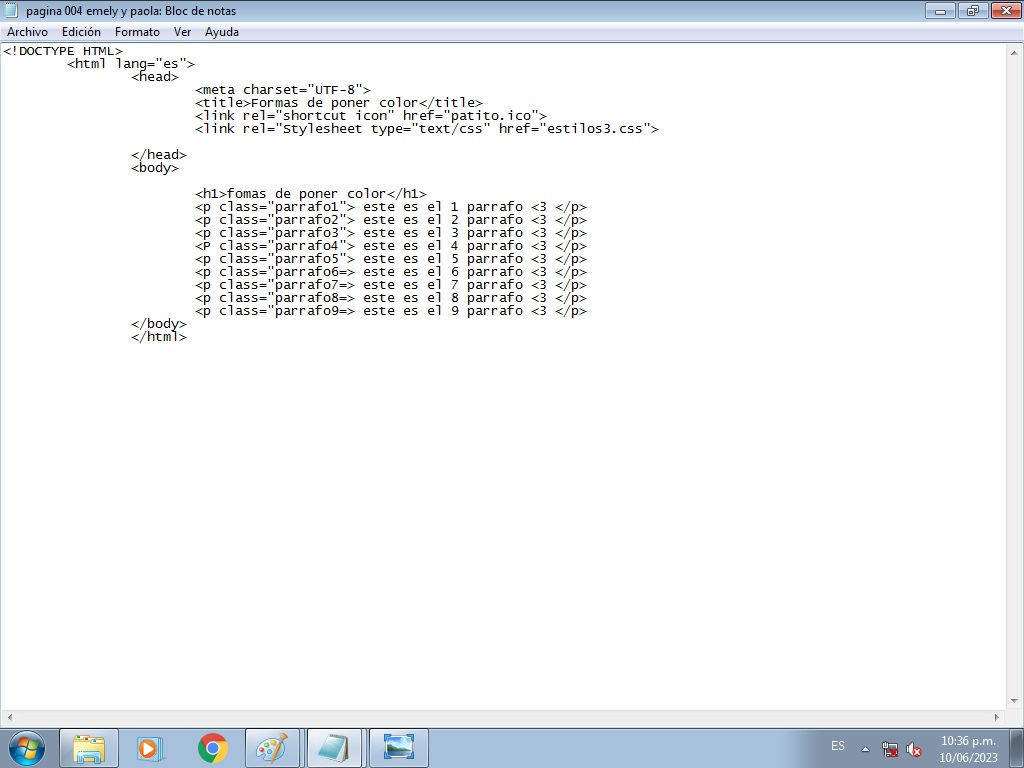 pagina 004 emely y paola: Bloc de notas
Archivo Edición Formato Ver Ayuda
<!DOCTYPE HTML>
<html lang="es">
<head>
<meta charset="UTF-8">
<title>Formas de poner color</title>
<link rel="shortcut icon" href="patito.ico">
<link rel="Stylesheet type="text/css" href="estilos3.css">
</head>
<body>
<h1>fomas de poner color</h1>
<p class="parrafo1"> este es el 1 parrafo <3 </p>
<p class="parrafo2"> este es el 2 parrafo <3 </p>
<p class="parrafo3"> este es el 3 parrafo <3 </p>
<P class="parrafo4"> este es el 4 parrafo <3 </p>
<p class="parrafo5"> este es el 5 parrafo <3 </p>
<p class="parrafo6=> este es el 6 parrafo <3 </p>
<p class="parrafo7=> este es el 7 parrafo <3 </p>
<p class="parrafo8=> este es el 8 parrafo <3 </p>
<p class="parrafo9=> este es el 9 parrafo <3 </p>
</body>
</html>
ES
10:36 p.m.
10/06/2023